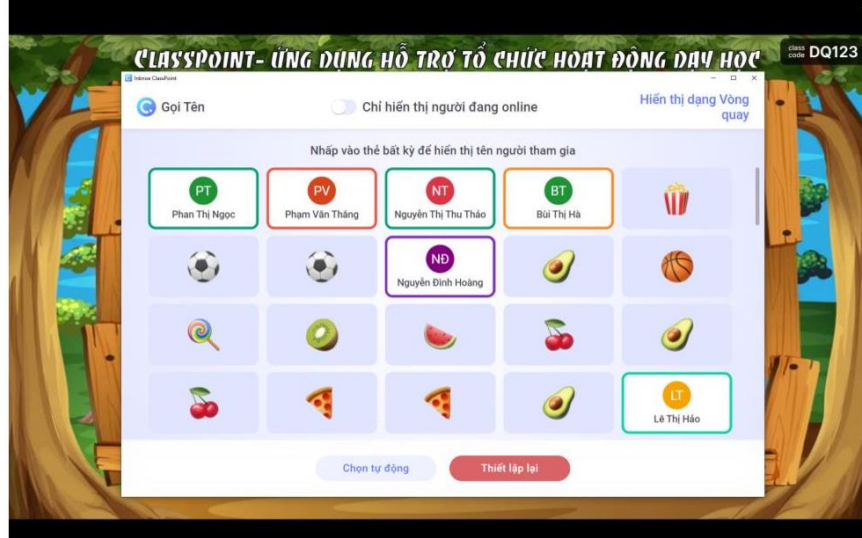 CLASSPOINT- ỨNG DỤNG HỖ TRỢ TỔ CHỨC HOẠT ĐỘNG DẠY HỌC
class code DQ123
Inknoe ClassPoint
Gọi Tên
Chỉ hiển thị người đang online
Hiển thị dạng Vòng
quay
Nhấp vào thẻ bất kỳ để hiển thị tên người tham gia
PT
PV
NT
BT
Phan Thị Ngọc
Phạm Văn Thăng
Nguyễn Thị Thu Thảo
Bùi Thị Hà
NĐ
Nguyễn Đình Hoàng
LT
Lê Thị Hảo
Chọn tự động
Thiết lập lại